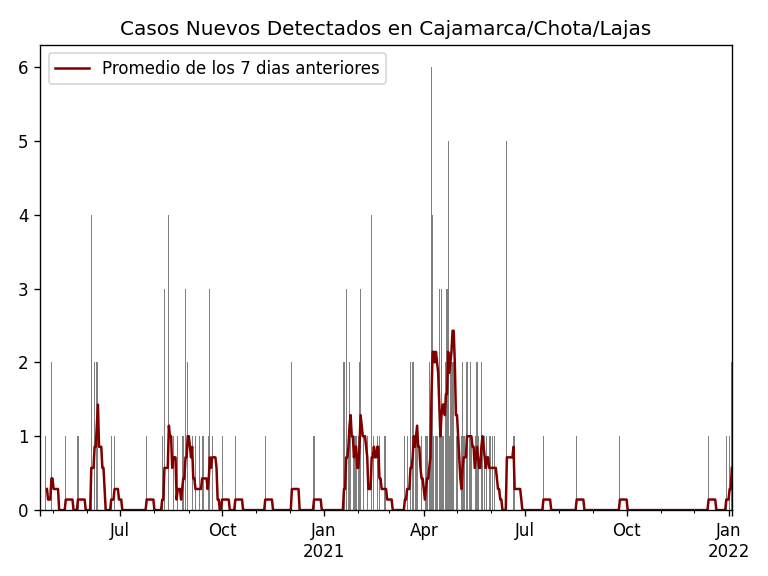 Casos Nuevos Detectados en Cajamarca/Chota/Lajas
Promedio de los 7 dias anteriores
6
5
4
3
2
1
0
Jul Oct Jan Apr Jul Oct Jan
2021 2022